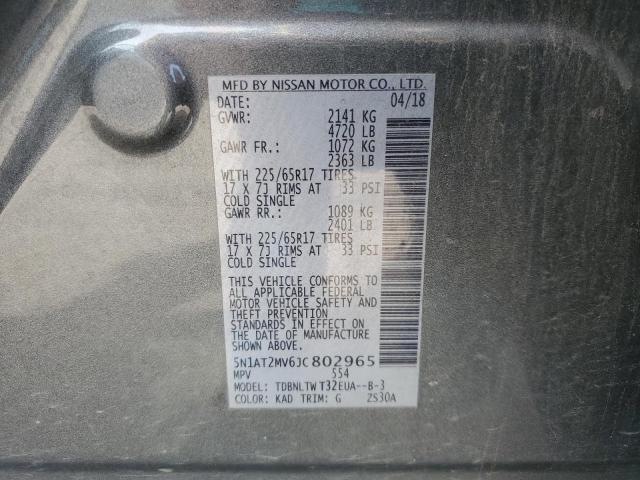 MFD BY NISSAN MOTOR CO., LTD.
DATE: 04/18
GVWR: 2141 KG
4720 LB
GAWR FR.: 1072 KG
2363 LB
WITH 225/65R17 TIRES
17 X 7J RIMS AT 33 PSI
COLD SINGLE
GAWR RR.: 1089 KG
2401 LB
WITH 225/65R17 TIRES
17 X 7J RIMS AT 33 PSI
COLD SINGLE
THIS VEHICLE CONFORMS TO
ALL APPLICABLE FEDERAL
MOTOR VEHICLE SAFETY AND
THEFT PREVENTION
STANDARDS IN EFFECT ON
THE DATE OF MANUFACTURE
SHOWN ABOVE.
5N1AT2MV6JC802965
MPV 554
MODEL: TDBNLTW T32EUA--B-3
COLOR: KAD TRIM: G ZS30A